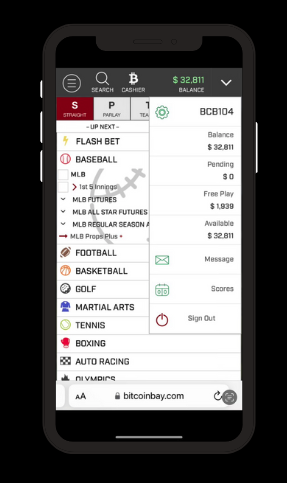 SEARCH
CASHIER
$ 32,811
BALANCE
S
STRAIGHT
P
PARLAY
T
TEA
- UP NEXT -
FLASH BET
BASEBALL
MLB
1st 5 Innings
MLB FUTURES
MLB ALL STAR FUTURES
MLB REGULAR SEASON A
MLB Props Plus +
FOOTBALL
BASKETBALL
GOLF
MARTIAL ARTS
TENNIS
BOXING
AUTO RACING
OLYMPICS
BCB104
Balance
$ 32,811
Pending
$ 0
Free Play
$ 1,939
Available
$ 32,811
Message
Scores
Sign Out
AA
bitcoinbay.com